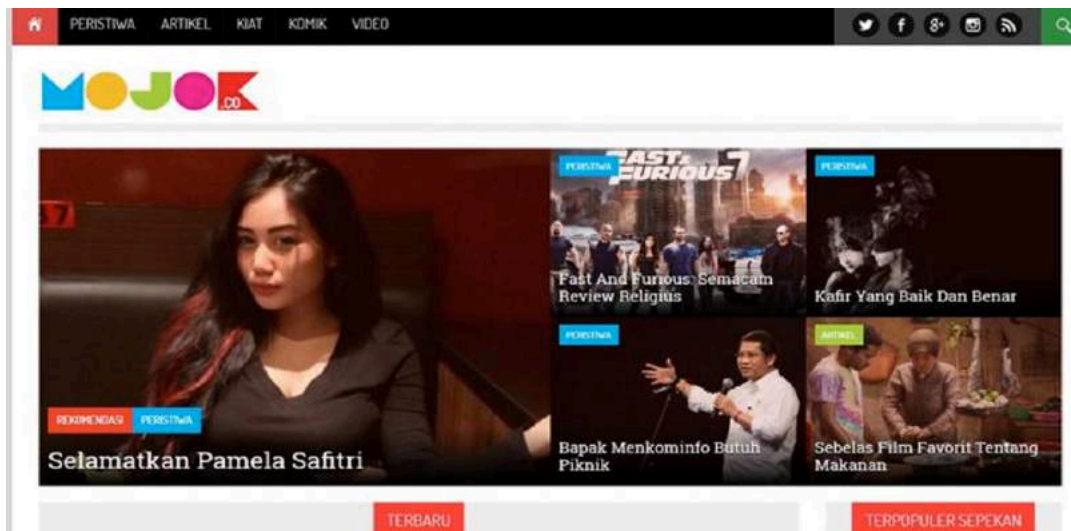 PERISTIWA ARTIKEL KIAT KOMIK VIDEO
MOJOK
.CO
37
PERISTIWA
FAST &
FURIOUS 7
Fast And Furious: Semacam
Review Religius
PERISTIWA
Kafir Yang Baik Dan Benar
REKOMENDASI PERISTIWA
Selamatkan Pamela Safitri
PERISTIWA
Bapak Menkominfo Butuh
Piknik
ARTIKEL
Sebelas Film Favorit Tentang
Makanan
TERBARU
TERPOPULER SEPEKAN